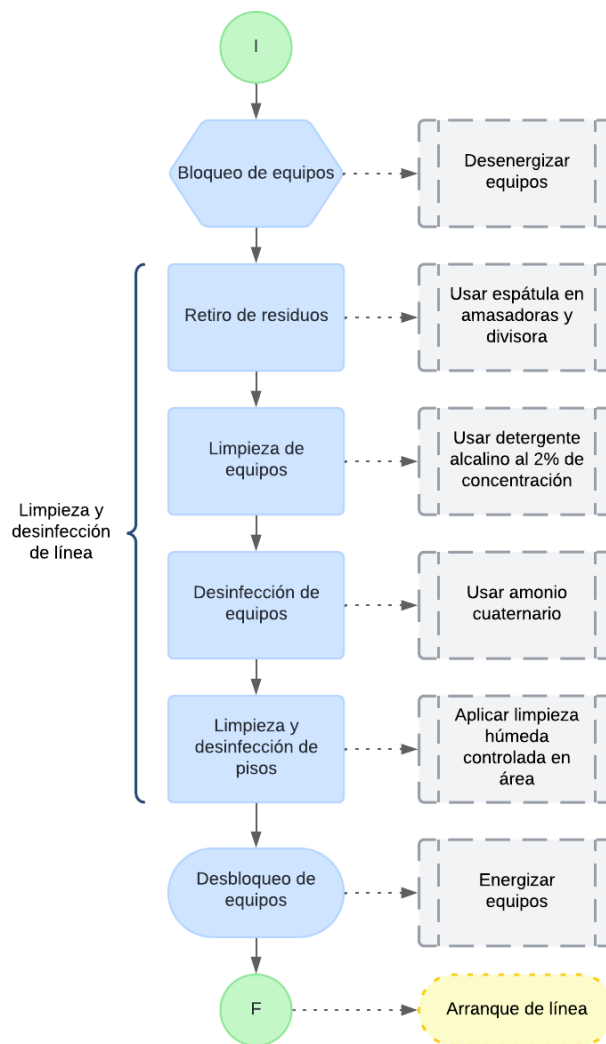 I
Bloqueo de equipos
Desenergizar
equipos
Retiro de residuos
Usar espátula en
amasadoras y
divisora
Limpieza de
equipos
Usar detergente
alcalino al 2% de
concentración
Limpieza y
desinfección
de línea
Desinfección de
equipos
Usar amonio
cuaternario
Limpieza y
desinfección de
pisos
Aplicar limpieza
húmeda
controlada en
área
Desbloqueo de
equipos
Energizar
equipos
F
Arranque de línea